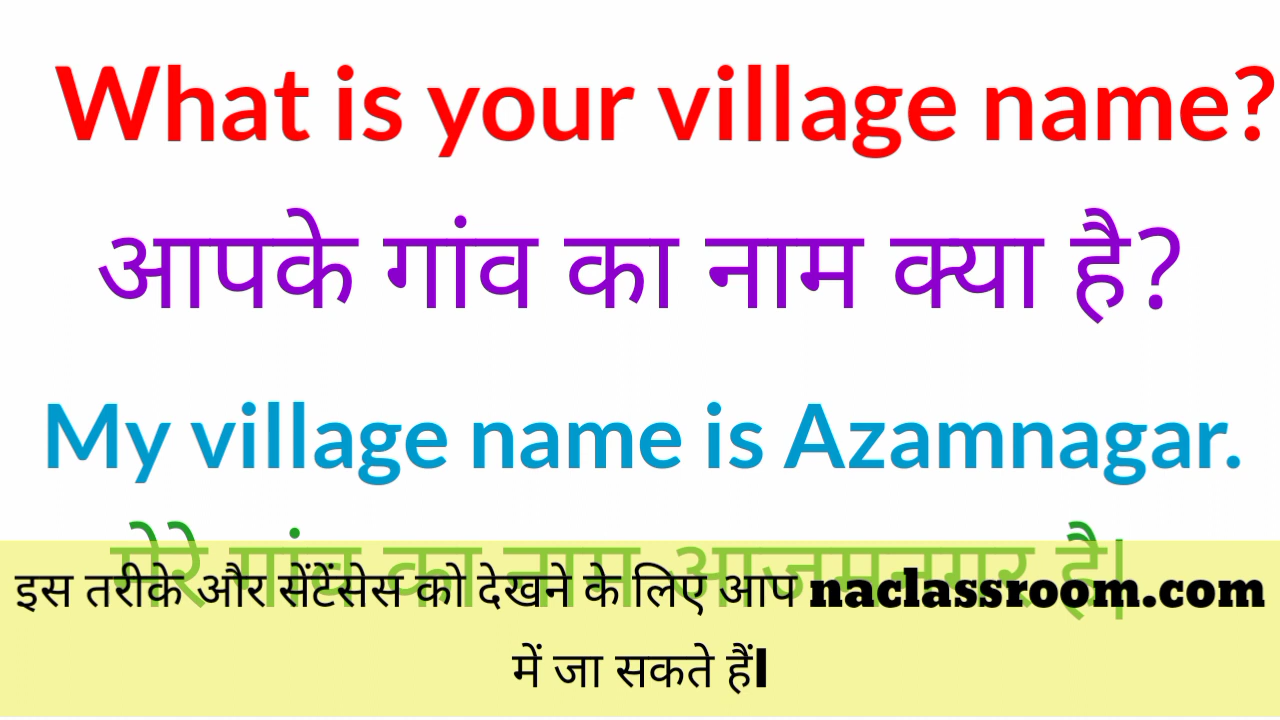 What is your village name?
आपके गांव का नाम क्या है?
My village name is Azamnagar.
मेरे गांव का नाम आजमनगर है|
इस तरीके और सेंटेंसेस को देखने के लिए आप naclassroom.com
में जा सकते हैंl